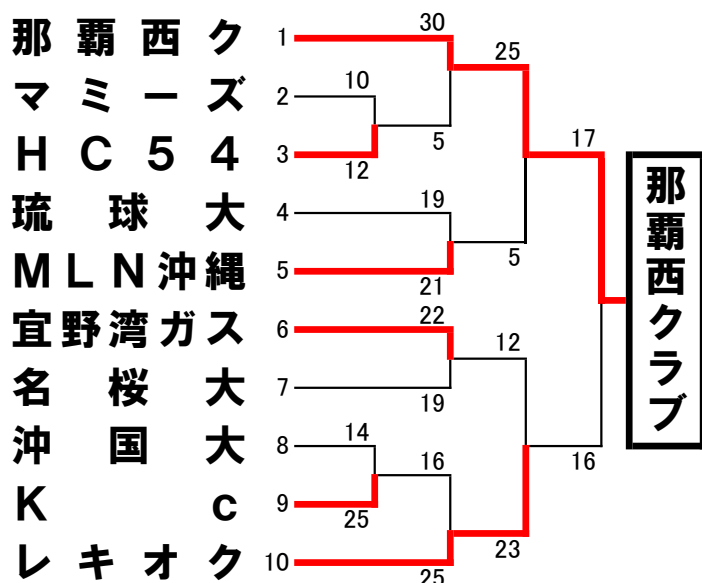 那覇西ク 1 30 25
マミーズ 2 10
HC54 3 12 5 17
琉球大 4 19
MLN沖縄 5 21 5
宜野湾ガス 6 22 12
名桜大 7 19
沖国大 8 14 16 16
Kc 9 25
レキオク 10 25 23
那覇西クラブ